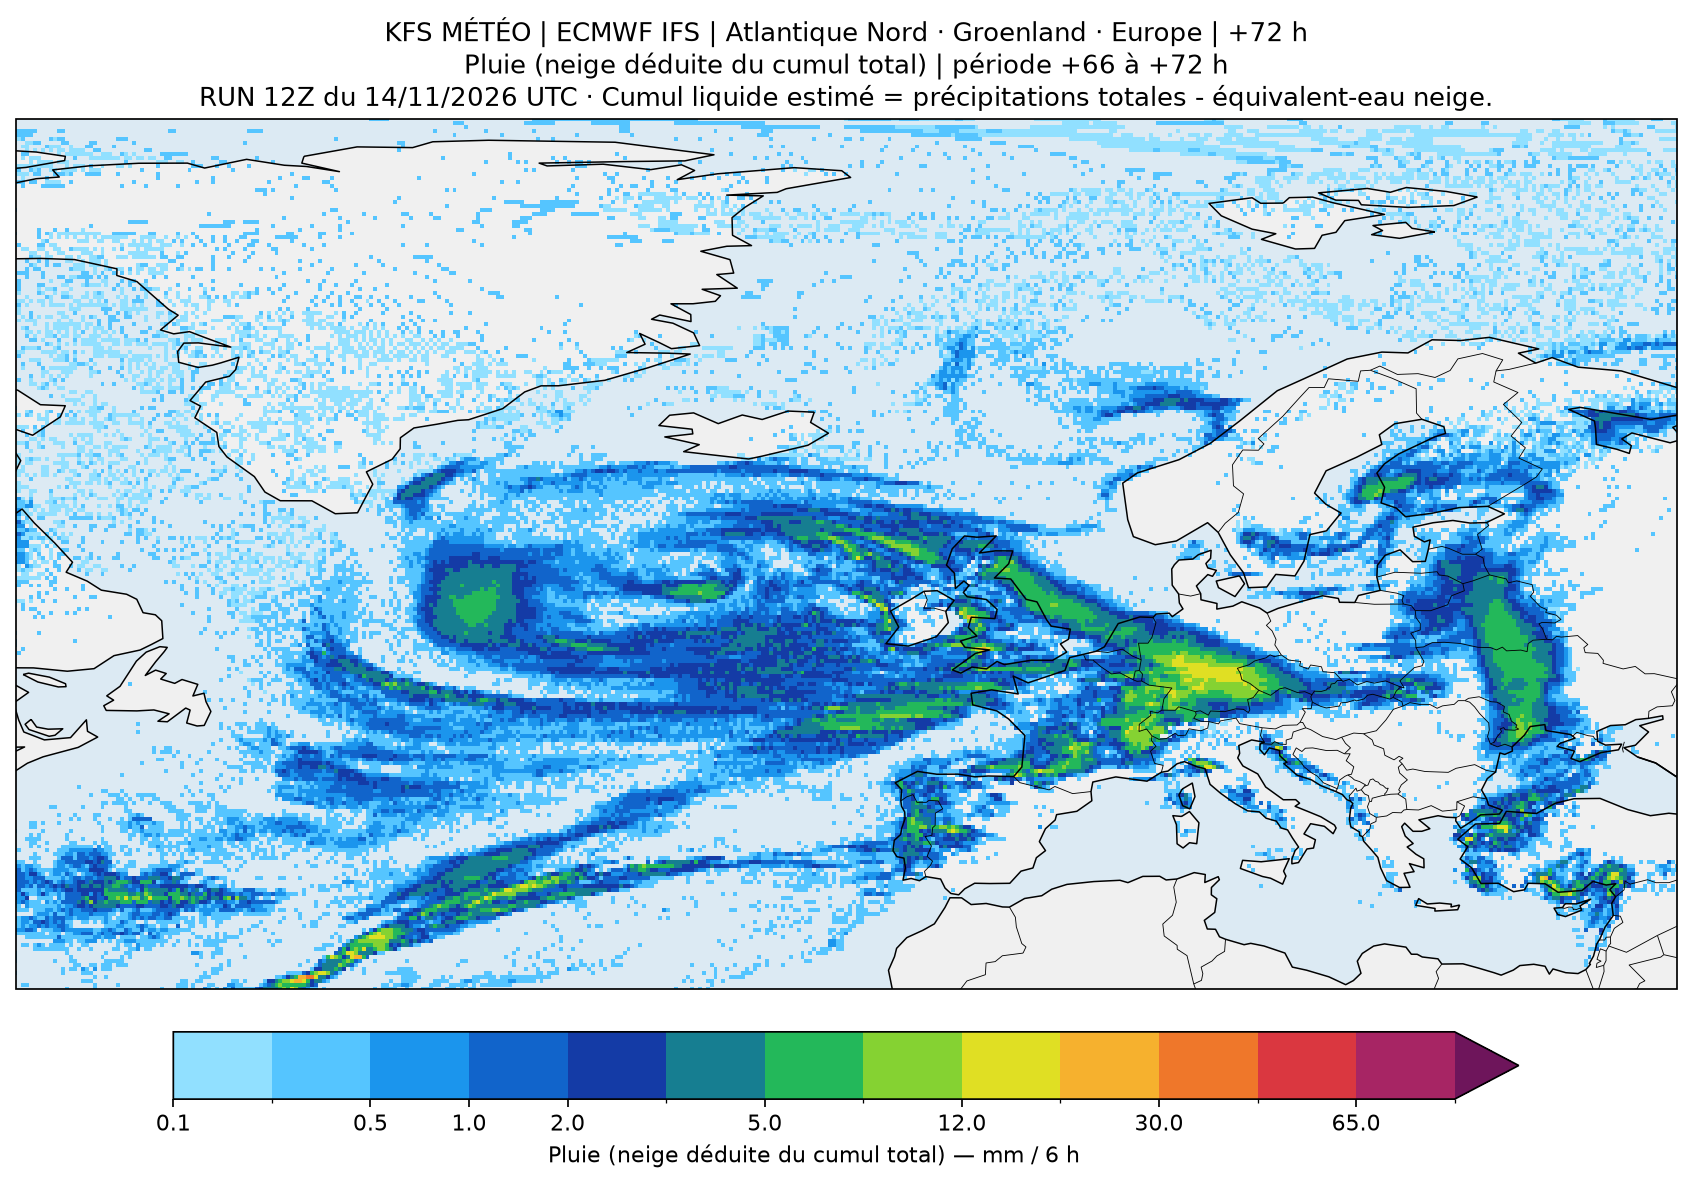 KFS MÉTÉO | ECMWF IFS | Atlantique Nord · Groenland · Europe | +72 h
Pluie (neige déduite du cumul total) | période +66 à +72 h
RUN 12Z du 14/11/2026 UTC · Cumul liquide estimé = précipitations totales - équivalent-eau neige.
0.1 0.5 1.0 2.0 5.0 12.0 30.0 65.0
Pluie (neige déduite du cumul total) — mm / 6 h